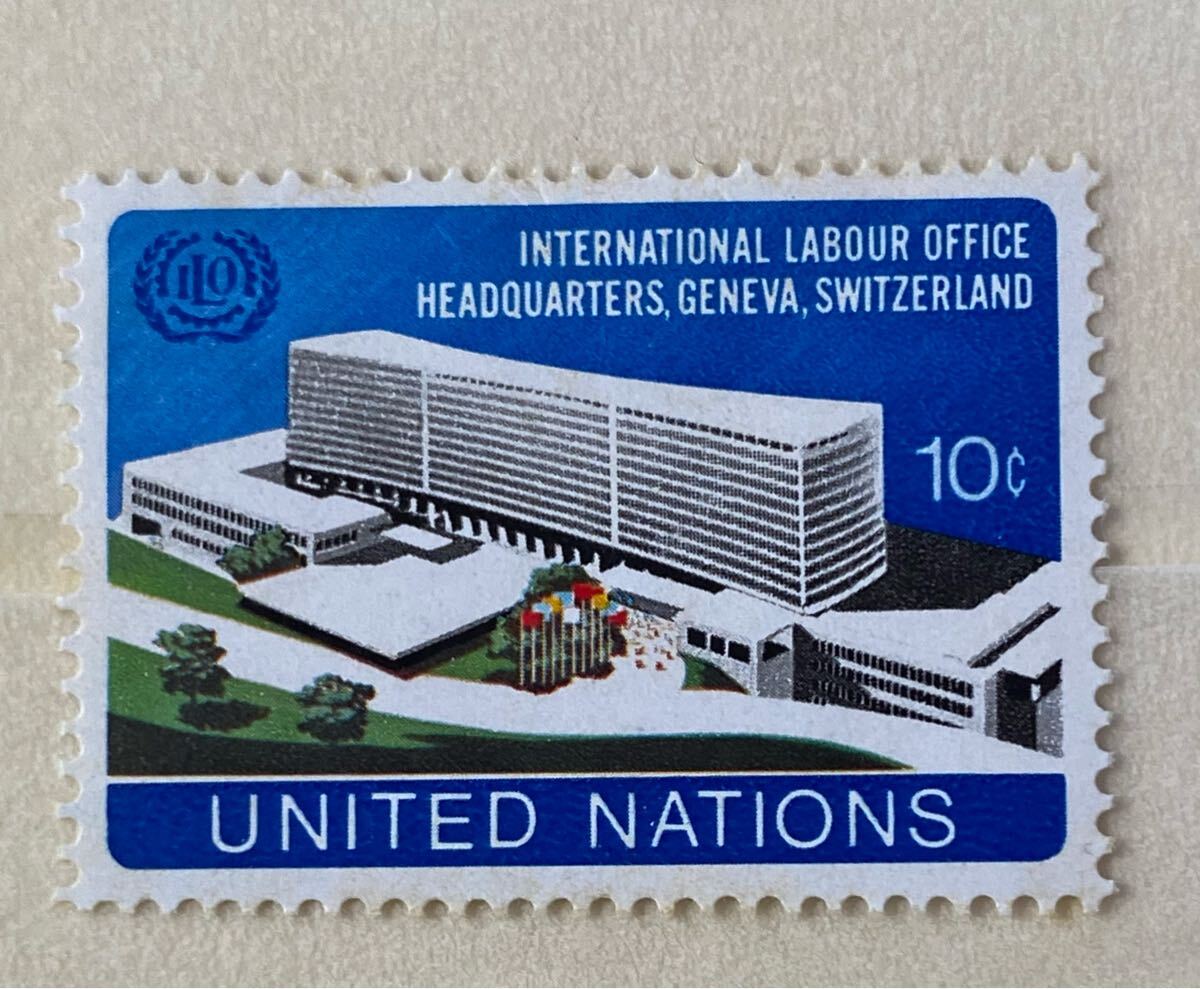 ILO
INTERNATIONAL LABOUR OFFICE
HEADQUARTERS, GENEVA, SWITZERLAND
10¢
UNITED NATIONS